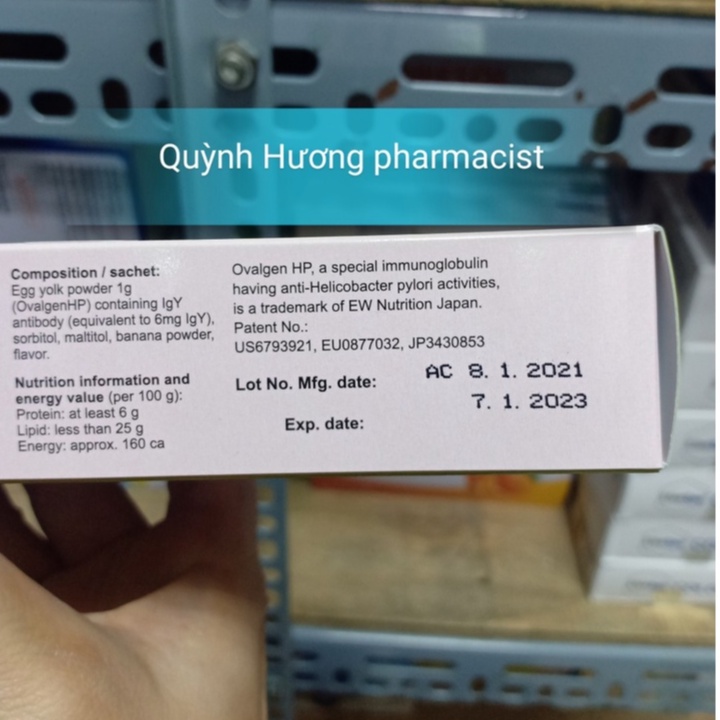 Quỳnh Hương pharmacist
Composition / sachet:
Egg yolk powder 1g
(OvalgenHP) containing IgY
antibody (equivalent to 6mg IgY),
sorbitol, maltitol, banana powder,
flavor.
Nutrition information and
energy value (per 100 g):
Protein: at least 6 g
Lipid: less than 25 g
Energy: approx. 160 ca
Ovalgen HP, a special immunoglobulin
having anti-Helicobacter pylori activities,
is a trademark of EW Nutrition Japan.
Patent No.:
US6793921, EU0877032, JP3430853
Lot No. Mfg. date: AC 8. 1. 2021
7. 1. 2023
Exp. date: